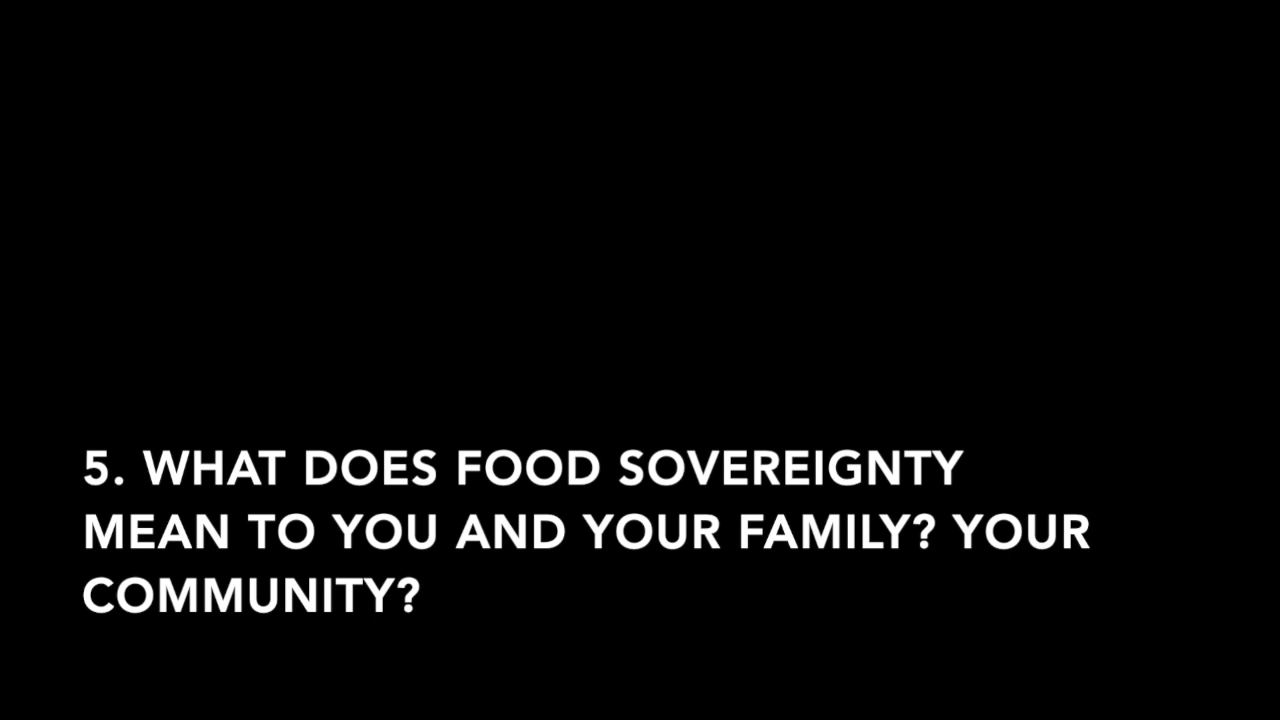 5. WHAT DOES FOOD SOVEREIGNTY
MEAN TO YOU AND YOUR FAMILY? YOUR
COMMUNITY?